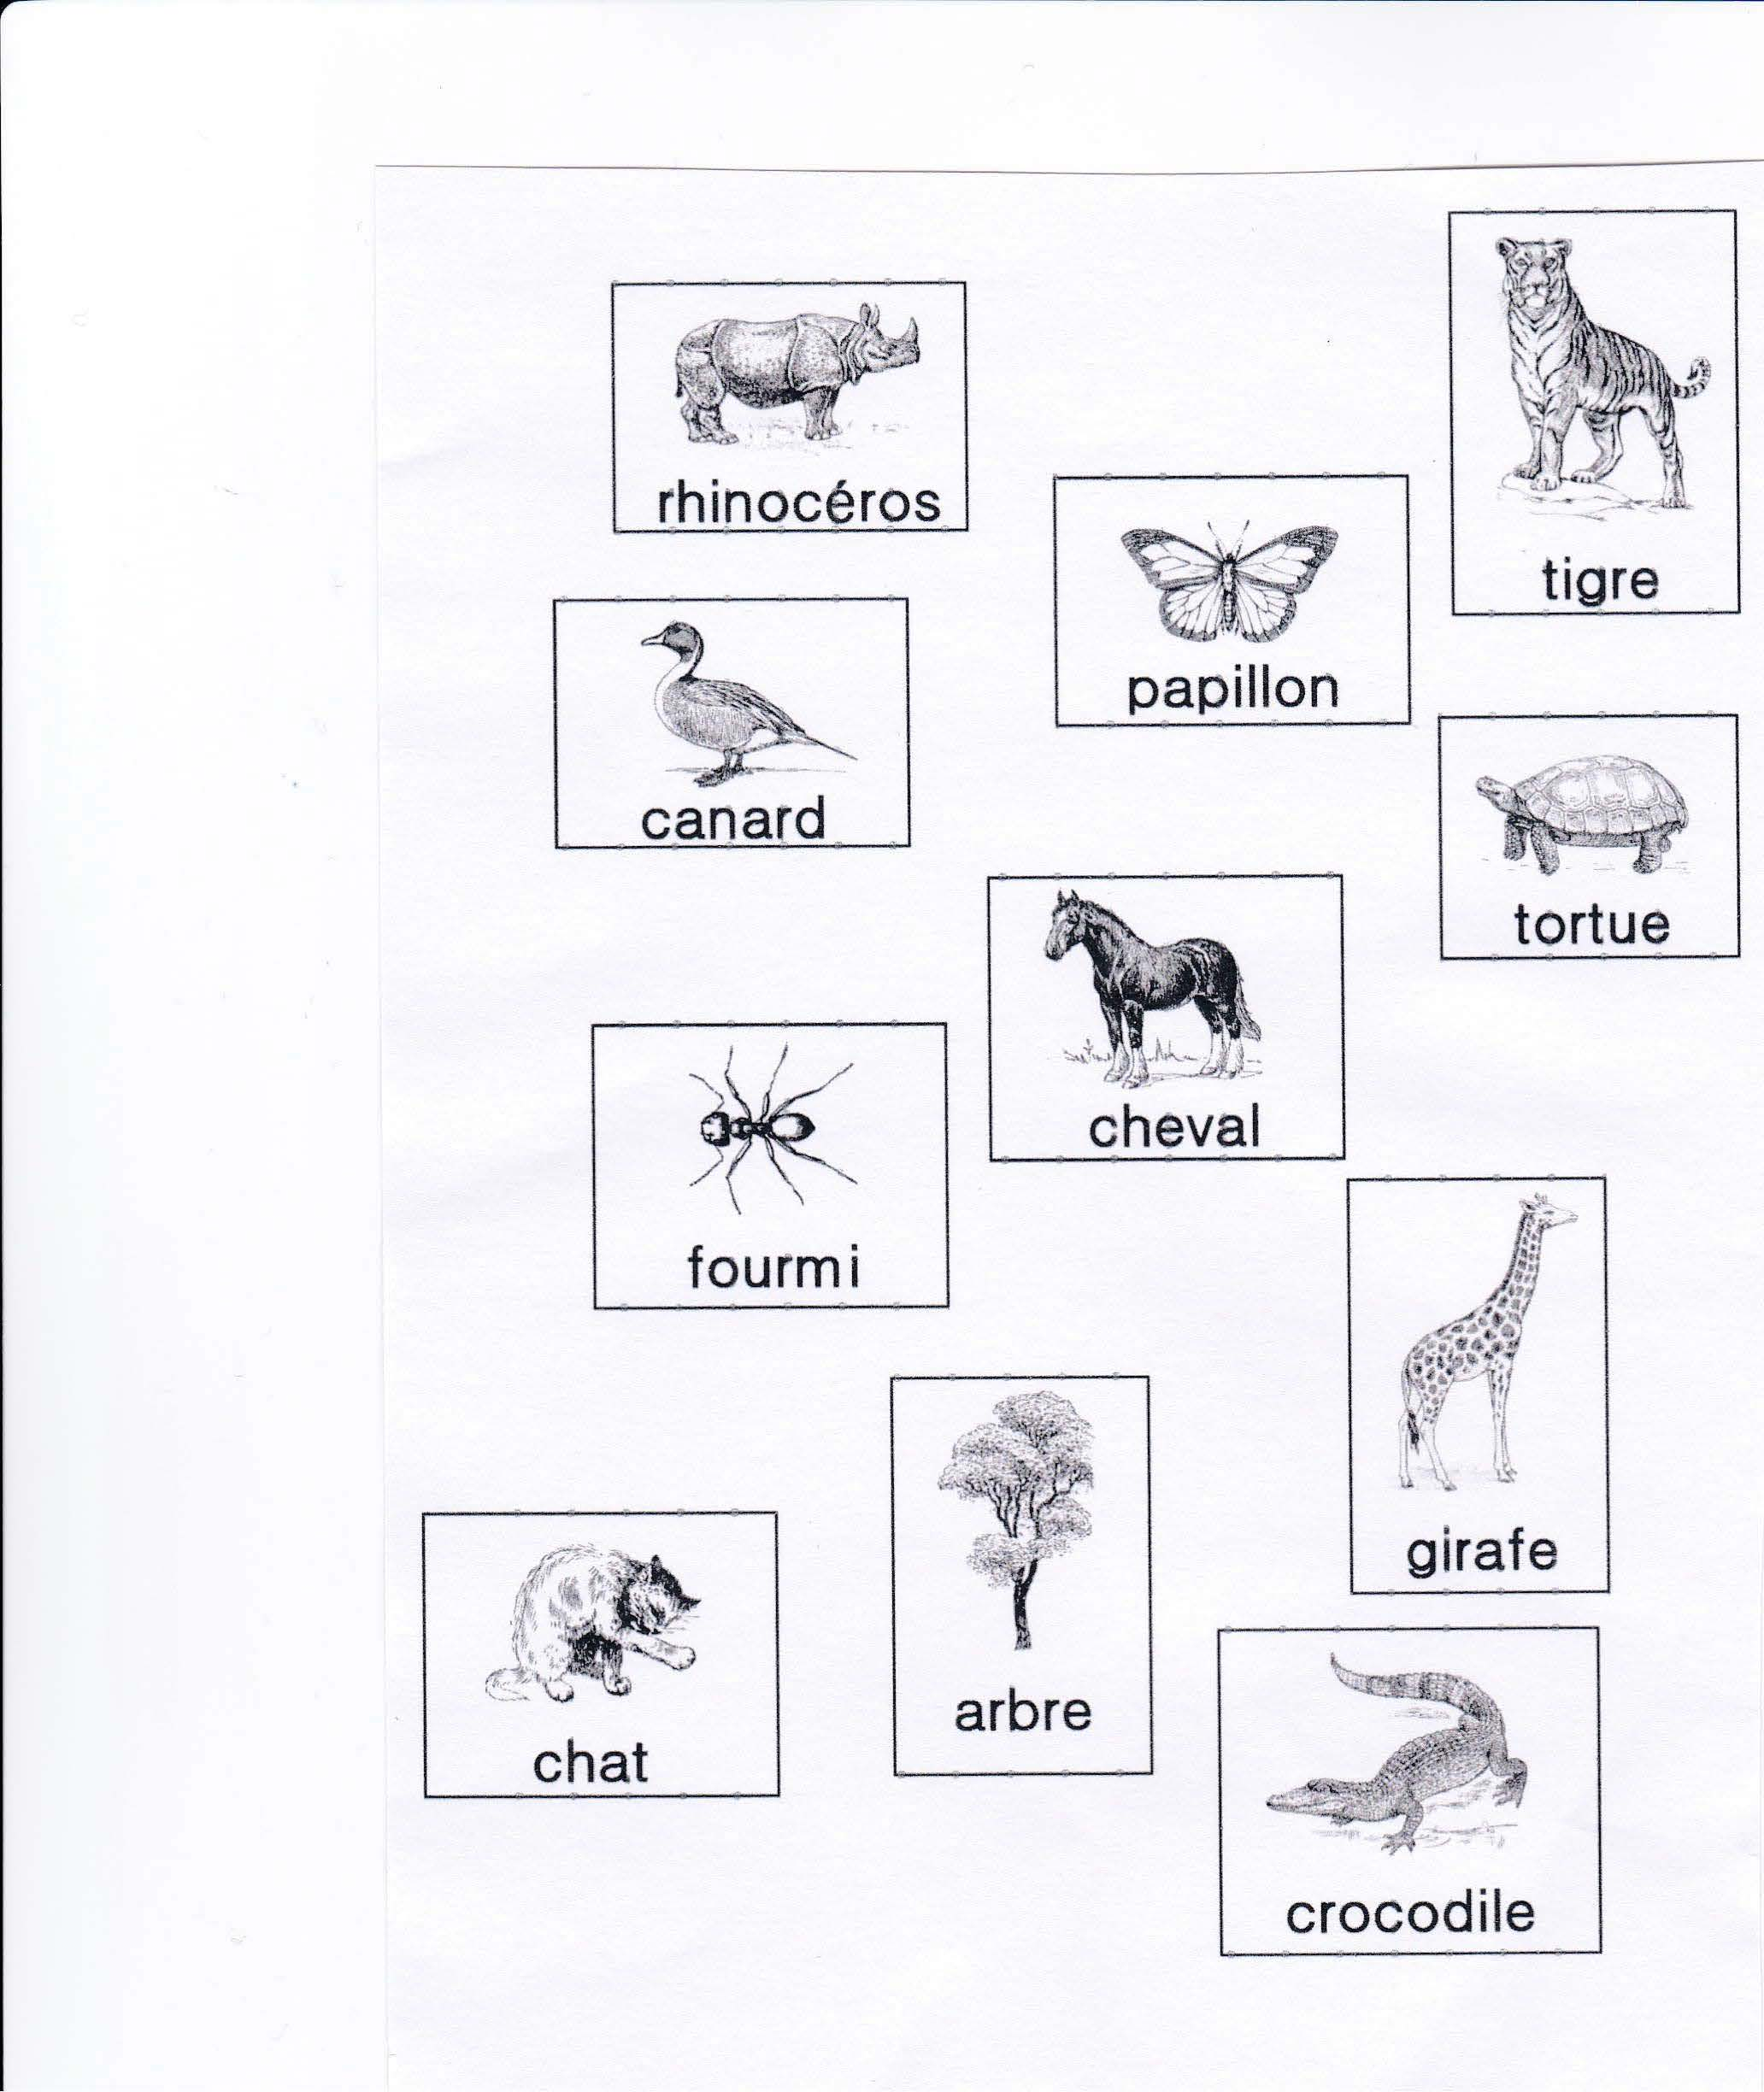 rhinocéros
tigre
papillon
canard
tortue
cheval
fourmi
girafe
arbre
chat
crocodile